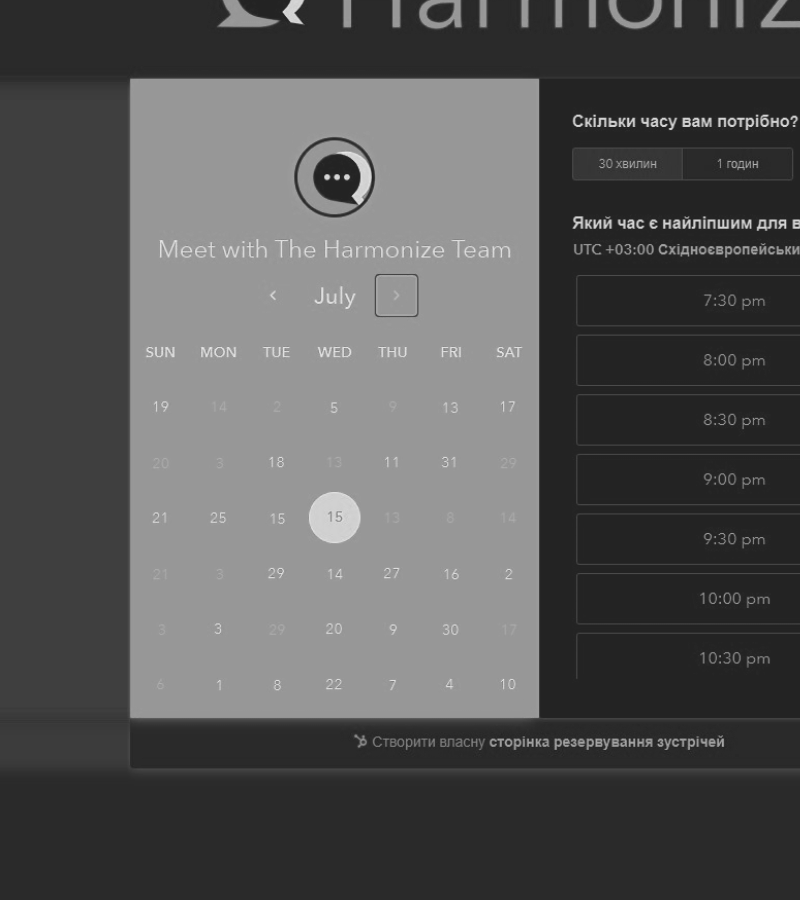 Harmoniz
Meet with The Harmonize Team
July
SUN MON TUE WED THU FRI SAT
19 14 2 5 9 13 17
20 3 18 13 11 31 29
21 25 15 15 13 8 14
21 3 29 14 27 16 2
3 3 29 20 9 30 17
6 1 8 22 7 4 10
Скільки часу вам потрібно?
30 хвилин 1 годин
Який час є найліпшим для в
UTC +03:00 Східноєвропейськи
7:30 pm
8:00 pm
8:30 pm
9:00 pm
9:30 pm
10:00 pm
10:30 pm
Створити власну сторінка резервування зустрічей